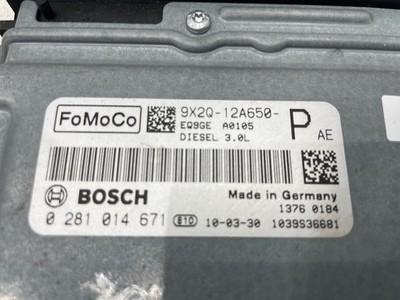 FoMoCo
9X2Q-12A650-
EQ9GE A0105
DIESEL 3.0L
P AE
BOSCH
Made in Germany
1376 0184
0 281 014 671 E10 10-03-30 1039S36681